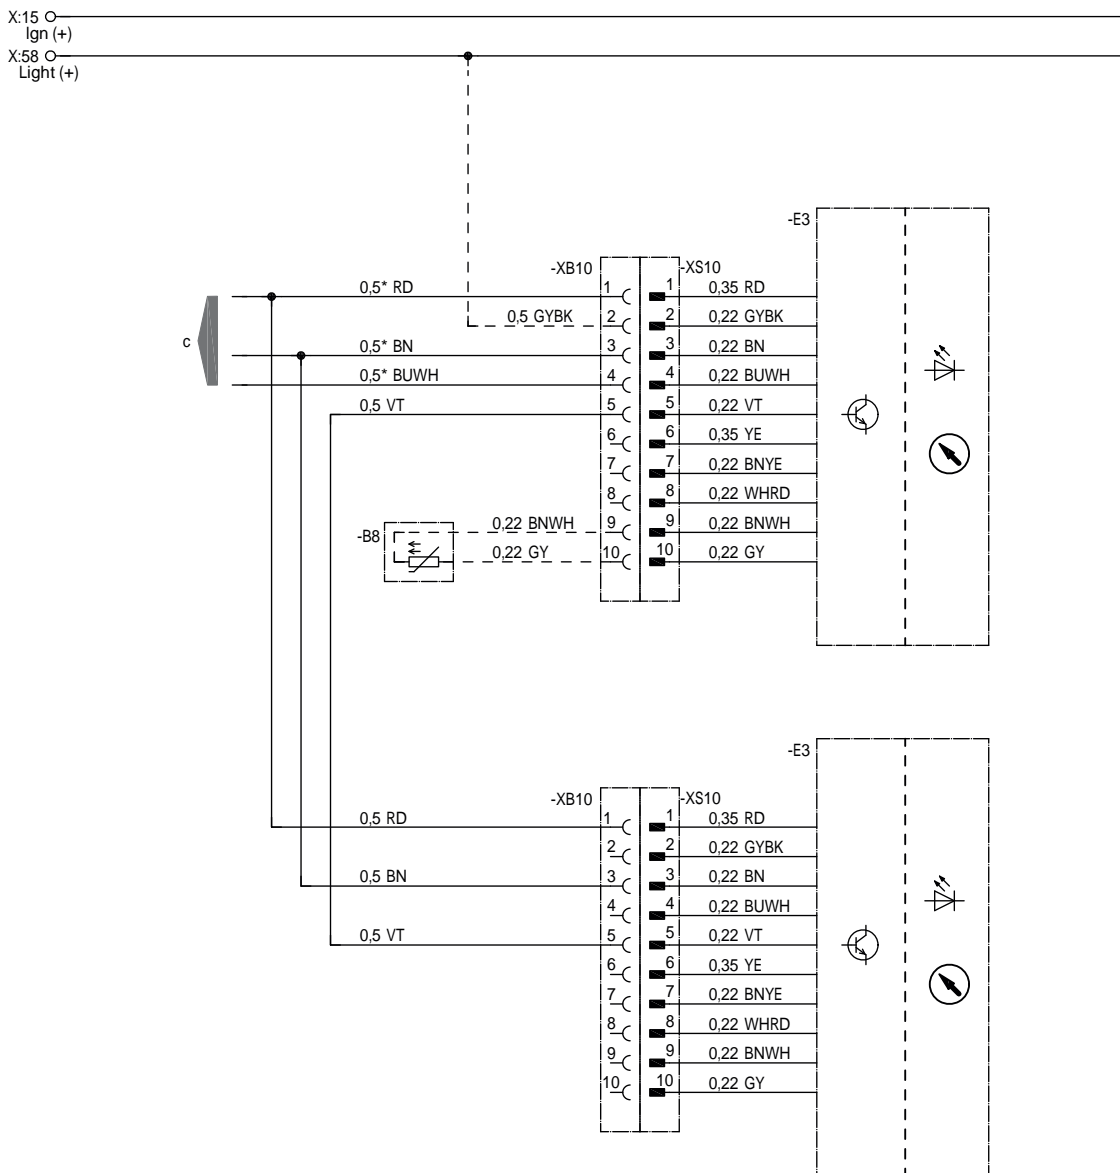 X:15
Ign (+)
X:58
Light (+)
-E3
-XB10 -XS10
0,5* RD 1 1 0,35 RD
0,5 GYBK 2 2 0,22 GYBK
c
0,5* BN 3 3 0,22 BN
0,5* BUWH 4 4 0,22 BUWH
0,5 VT 5 5 0,22 VT
6 6 0,35 YE
7 7 0,22 BNYE
8 8 0,22 WHRD
-B8 0,22 BNWH 9 9 0,22 BNWH
0,22 GY 10 10 0,22 GY
-E3
-XB10 -XS10
0,5 RD 1 1 0,35 RD
2 2 0,22 GYBK
0,5 BN 3 3 0,22 BN
4 4 0,22 BUWH
0,5 VT 5 5 0,22 VT
6 6 0,35 YE
7 7 0,22 BNYE
8 8 0,22 WHRD
9 9 0,22 BNWH
10 10 0,22 GY